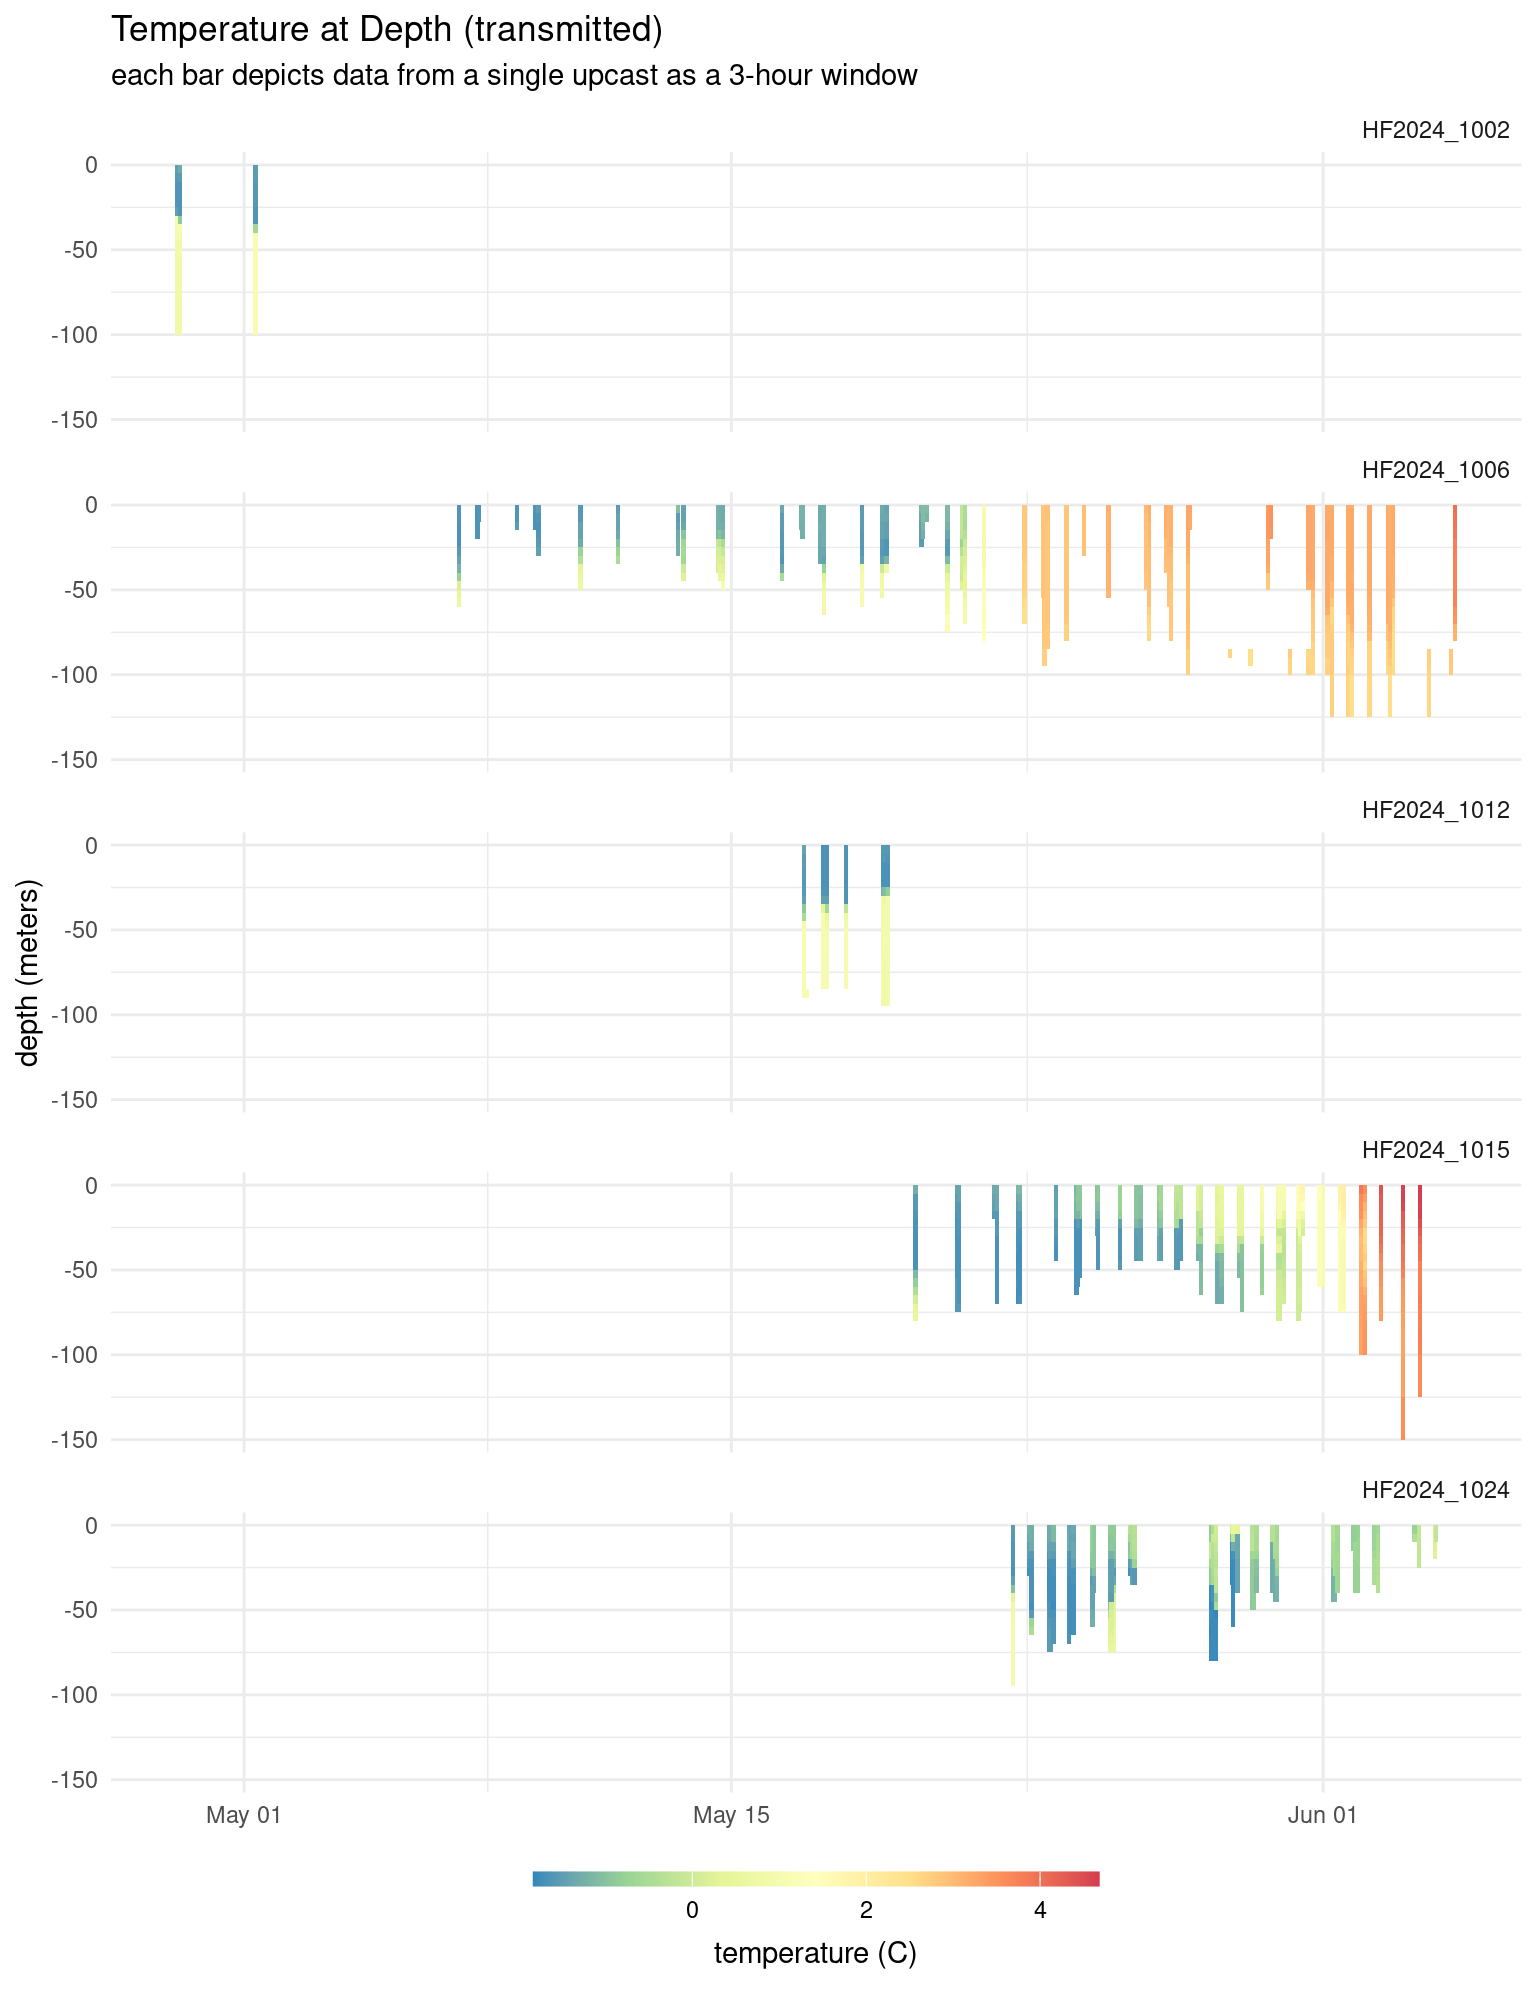 Temperature at Depth (transmitted)
each bar depicts data from a single upcast as a 3-hour window
HF2024_1002
0
-50
-100
-150
HF2024_1006
0
-50
-100
-150
HF2024_1012
0
-50
-100
-150
depth (meters)
HF2024_1015
0
-50
-100
-150
HF2024_1024
0
-50
-100
-150
May 01 May 15 Jun 01
0 2 4
temperature (C)